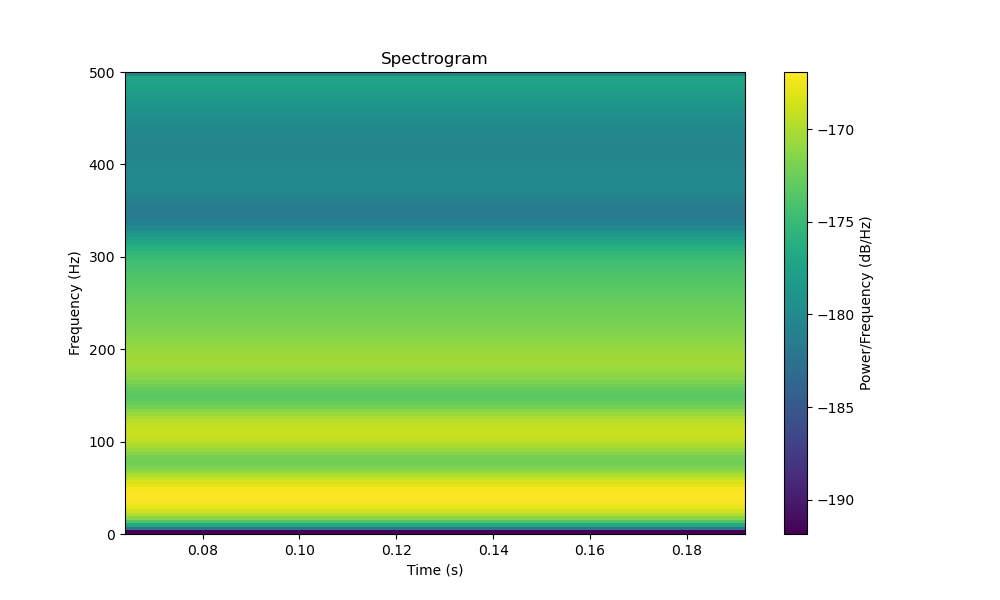 Spectrogram
500
400
300
200
100
0
Frequency (Hz)
0.08 0.10 0.12 0.14 0.16 0.18
Time (s)
−170
−175
−180
−185
−190
Power/Frequency (dB/Hz)